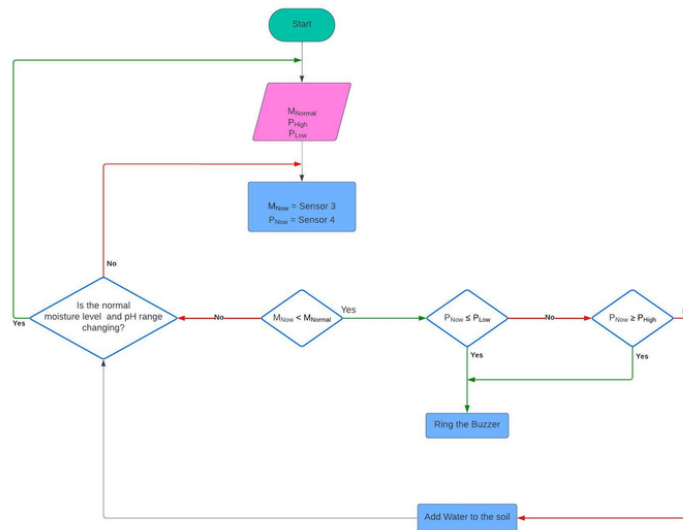 Start
MNormal
PHigh
PLow
MNow = Sensor 3
PNow = Sensor 4
No
Is the normal
moisture level and pH range
changing?
Yes
No
MNow < MNormal
Yes
PNow ≤ PLow
No
PNow ≥ PHigh
Yes
Yes
Ring the Buzzer
Add Water to the soil